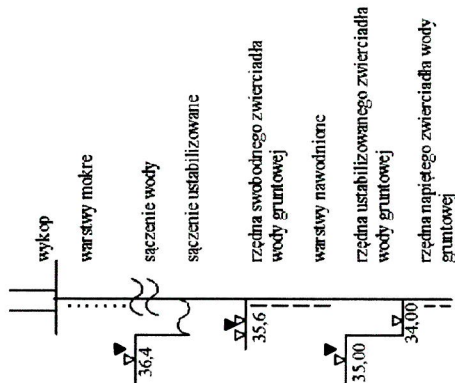 wykop
warstwy mokre
sączenie wody
36,4
sączenie ustabilizowane
rzędna swobodnego zwierciadła
wody gruntowej
35,6
warstwy nawodnione
rzędna ustabilizowanego zwierciadła
wody gruntowej
35,00
rzędna napiętego zwierciadła wody
gruntowej
34,00